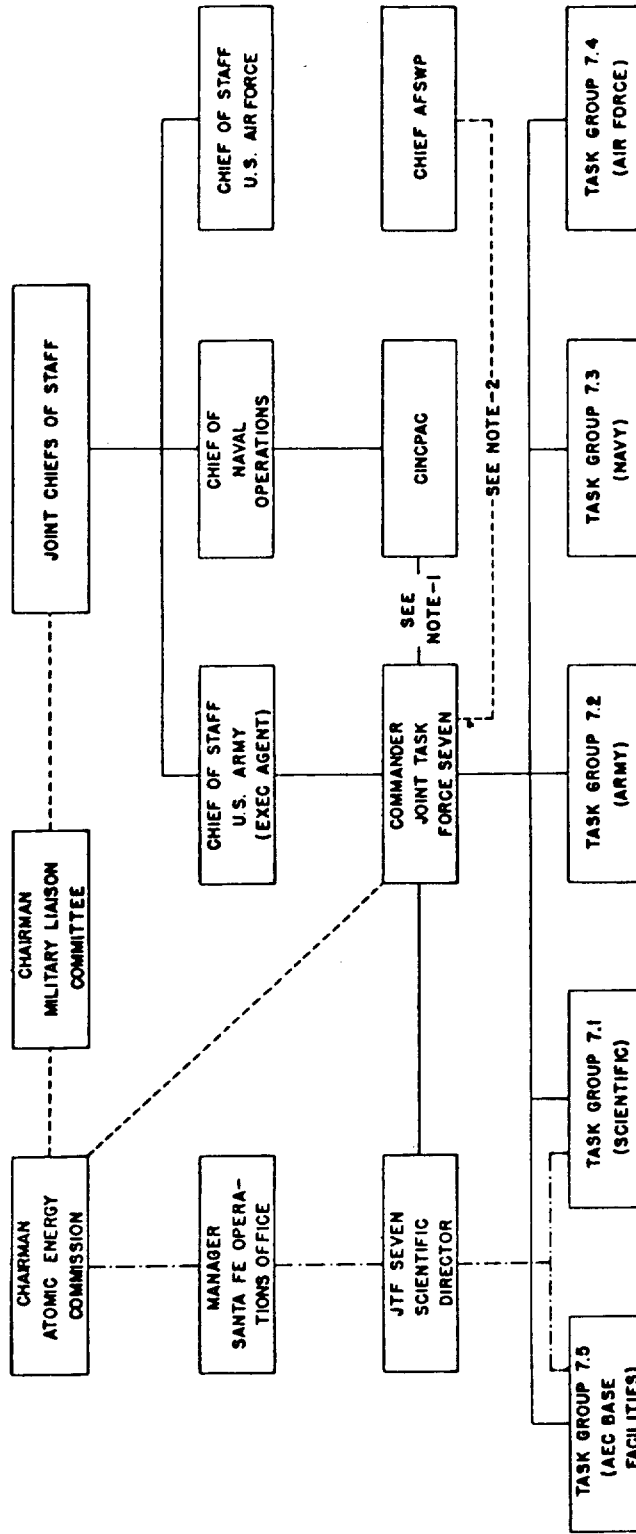 CHAIRMAN
ATOMIC ENERGY
COMMISSION
CHAIRMAN
MILITARY LIAISON
COMMITTEE
JOINT CHIEFS OF STAFF
MANAGER
SANTA FE OPERA-
TIONS OFFICE
CHIEF OF STAFF
U.S. ARMY
(EXEC AGENT)
CHIEF OF
NAVAL
OPERATIONS
CHIEF OF STAFF
U.S. AIR FORCE
JTF SEVEN
SCIENTIFIC
DIRECTOR
COMMANDER
JOINT TASK
FORCE SEVEN
SEE
NOTE-1
CINCPAC
CHIEF AFSWP
SEE NOTE-2
TASK GROUP 7.5
(AEC BASE
FACILITIES)
TASK GROUP 7.1
(SCIENTIFIC)
TASK GROUP 7.2
(ARMY)
TASK GROUP 7.3
(NAVY)
TASK GROUP 7.4
(AIR FORCE)